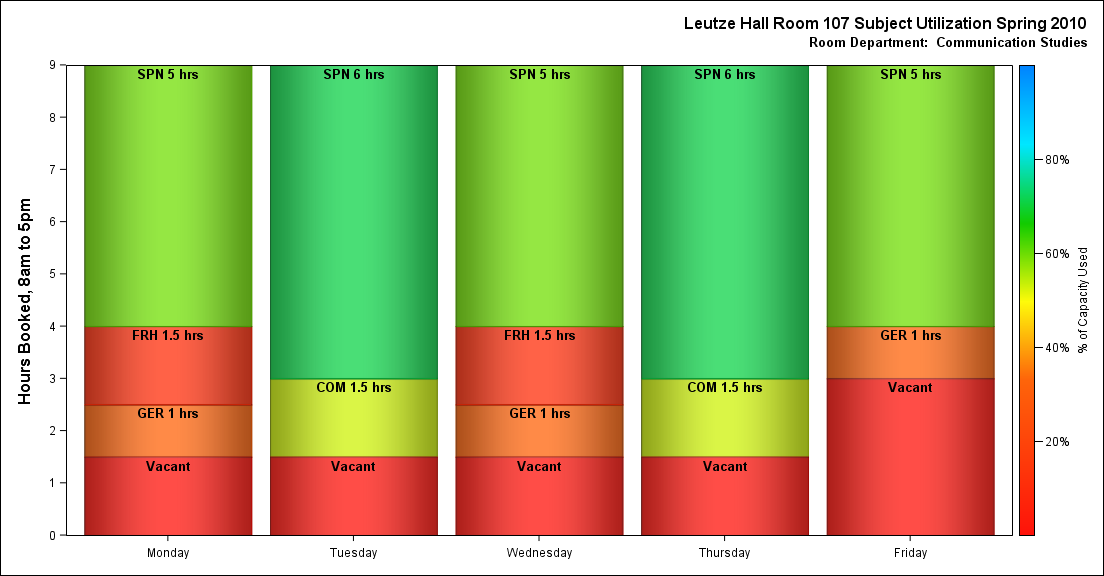 Leutze Hall Room 107 Subject Utilization Spring 2010
Room Department:  Communication Studies
Hours Booked, 8am to 5pm
9
8
7
6
5
4
3
2
1
0
SPN 5 hrs
FRH 1.5 hrs
GER 1 hrs
Vacant
SPN 6 hrs
COM 1.5 hrs
Vacant
SPN 5 hrs
FRH 1.5 hrs
GER 1 hrs
Vacant
SPN 6 hrs
COM 1.5 hrs
Vacant
SPN 5 hrs
GER 1 hrs
Vacant
Monday
Tuesday
Wednesday
Thursday
Friday
80%
60%
40%
20%
% of Capacity Used